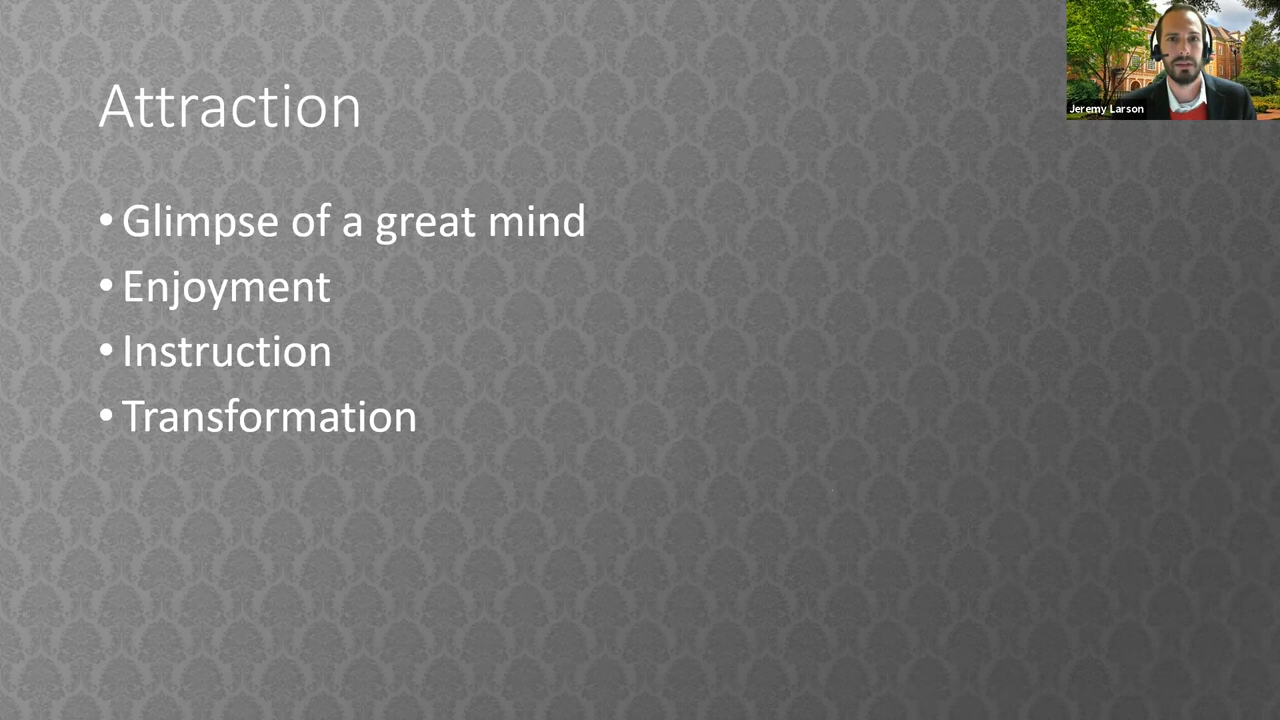 Attraction
• Glimpse of a great mind
• Enjoyment
• Instruction
• Transformation
Jeremy Larson